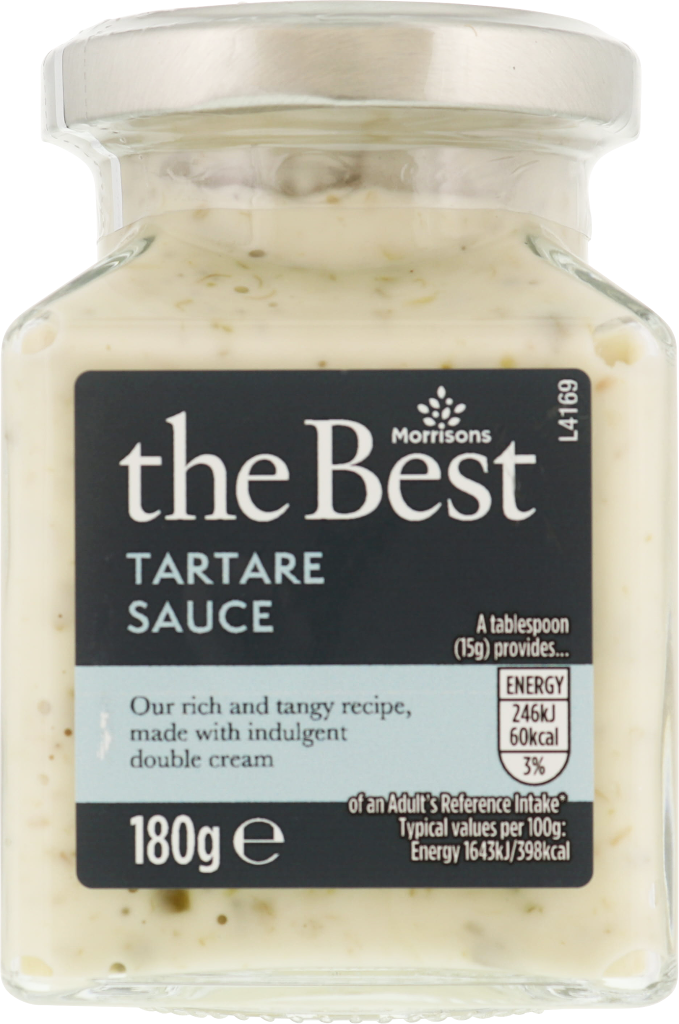 Morrisons
the Best
L4169
TARTARE
SAUCE
A tablespoon
(15g) provides...
ENERGY
246kJ
60kcal
3%
Our rich and tangy recipe,
made with indulgent
double cream
of an Adult's Reference Intake*
Typical values per 100g:
Energy 1643kJ/398kcal
180g ℮